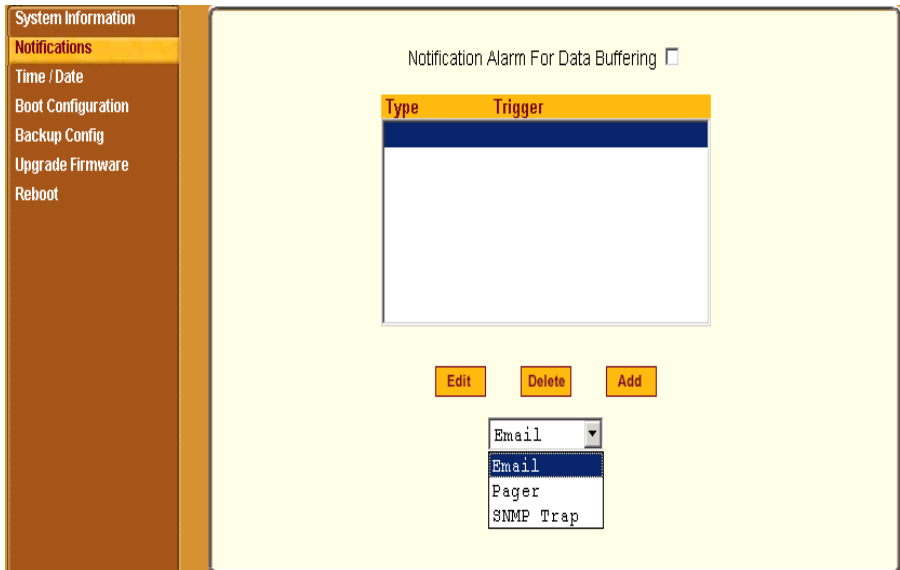 System Information
Notifications
Time / Date
Boot Configuration
Backup Config
Upgrade Firmware
Reboot
Notification Alarm For Data Buffering
Type Trigger
Edit Delete Add
Email
Email
Pager
SNMP Trap